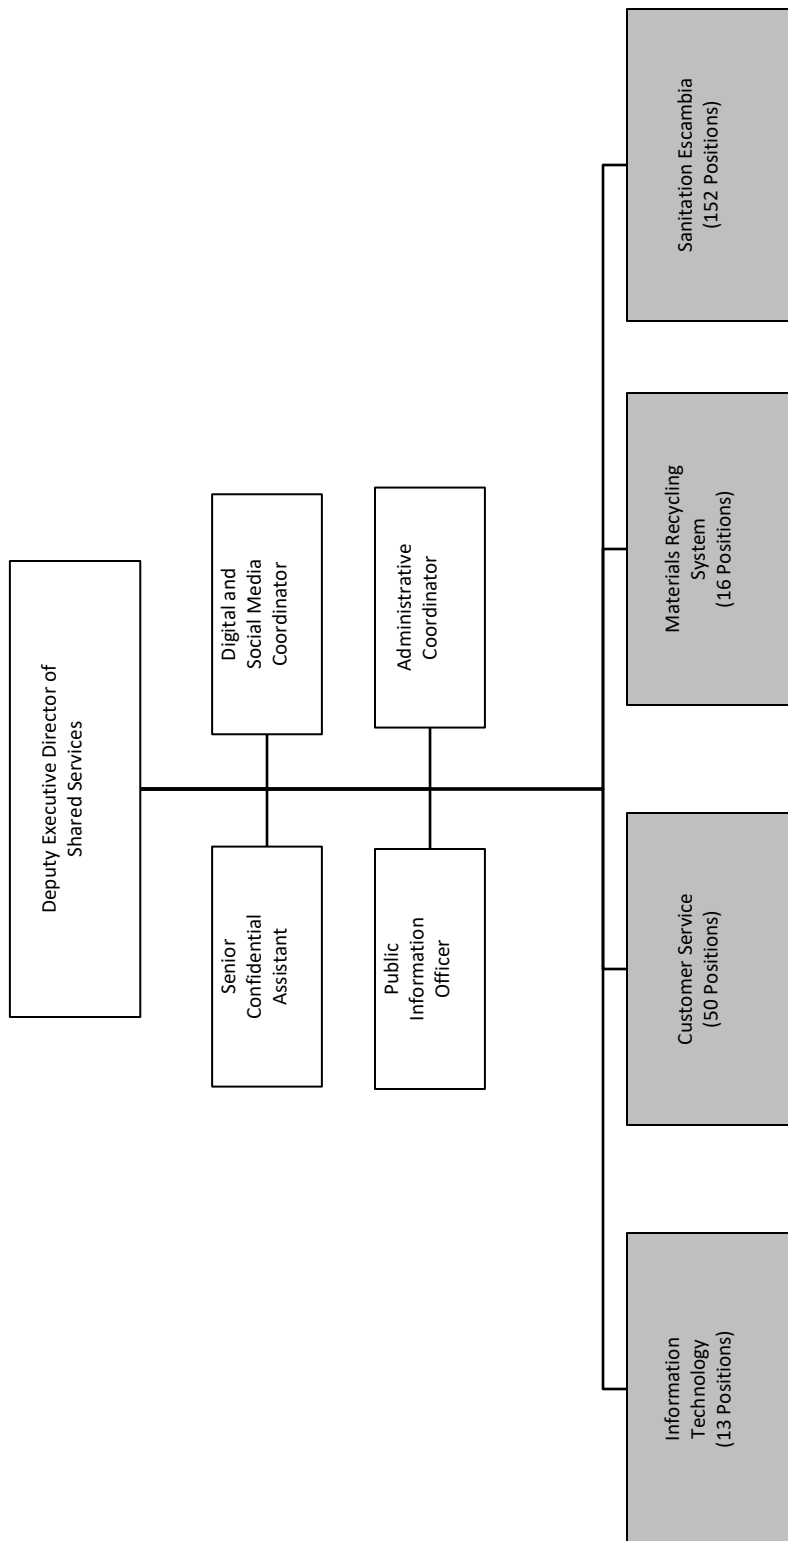 Deputy Executive Director of
Shared Services
Senior
Confidential
Assistant
Digital and
Social Media
Coordinator
Public
Information
Officer
Administrative
Coordinator
Information
Technology
(13 Positions)
Customer Service
(50 Positions)
Materials Recycling
System
(16 Positions)
Sanitation Escambia
(152 Positions)